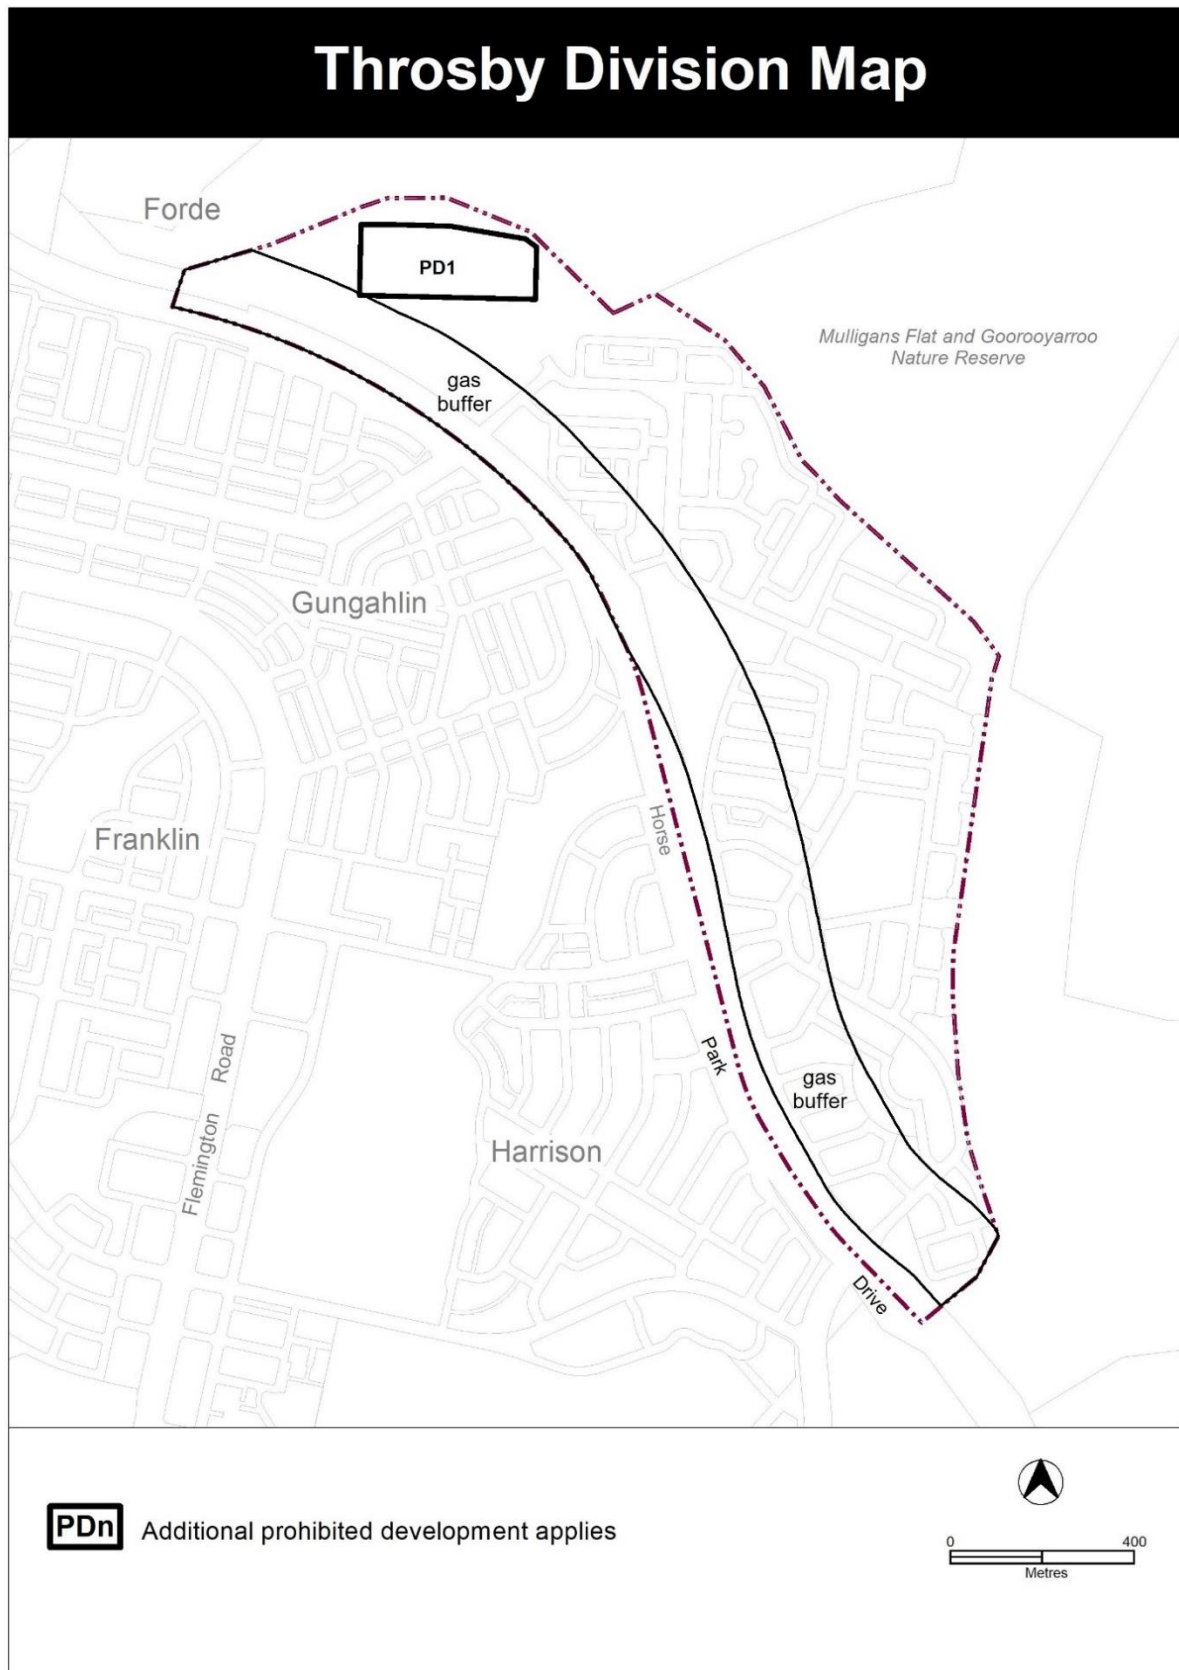 Throsby Division Map
Forde
PD1
Mulligans Flat and Goorooyarroo
Nature Reserve
gas
buffer
Gungahlin
Franklin
Horse
Road
Park
gas
buffer
Flemington
Harrison
Drive
PDn Additional prohibited development applies
0 400
Metres